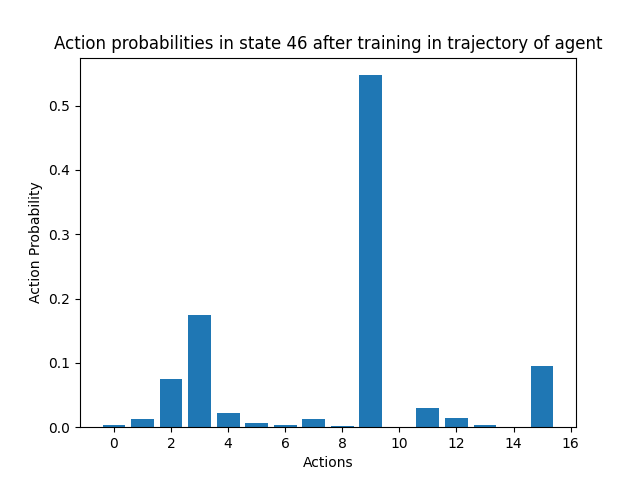 Action probabilities in state 46 after training in trajectory of agent
0.5
0.4
0.3
0.2
0.1
0.0
Action Probability
0 2 4 6 8 10 12 14 16
Actions